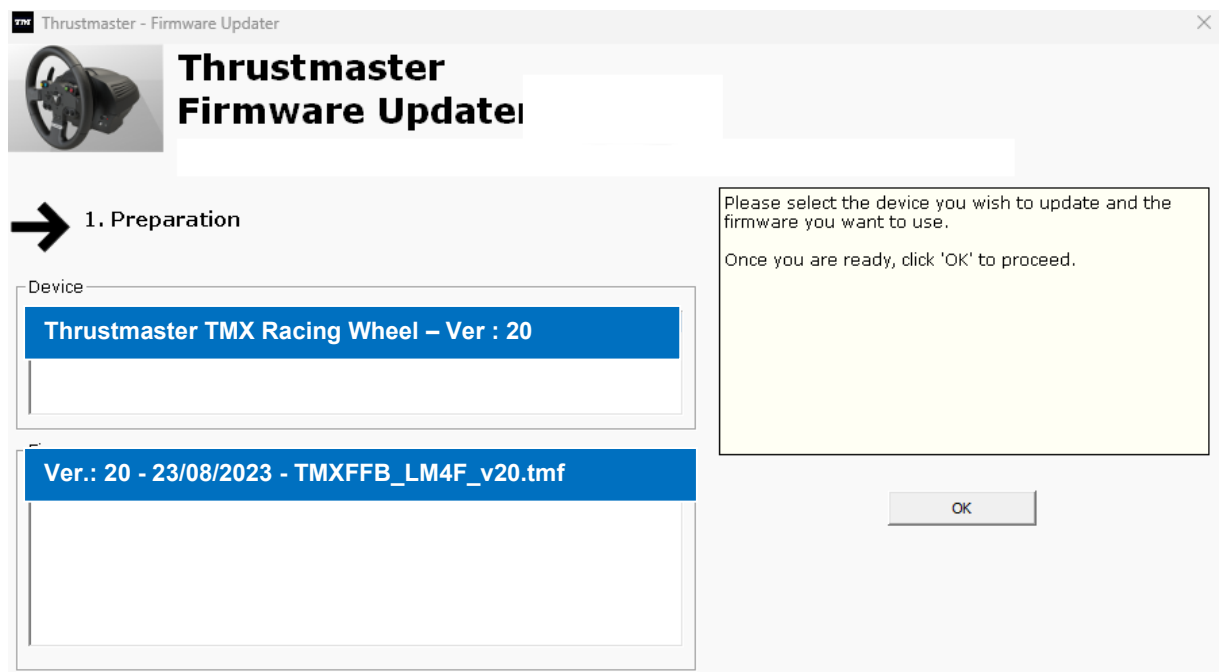 Thrustmaster - Firmware Updater
Thrustmaster
Firmware Updater
1. Preparation
Please select the device you wish to update and the
firmware you want to use.
Once you are ready, click 'OK' to proceed.
Device
Thrustmaster TMX Racing Wheel – Ver : 20
Ver.: 20 - 23/08/2023 - TMXFFB_LM4F_v20.tmf
OK